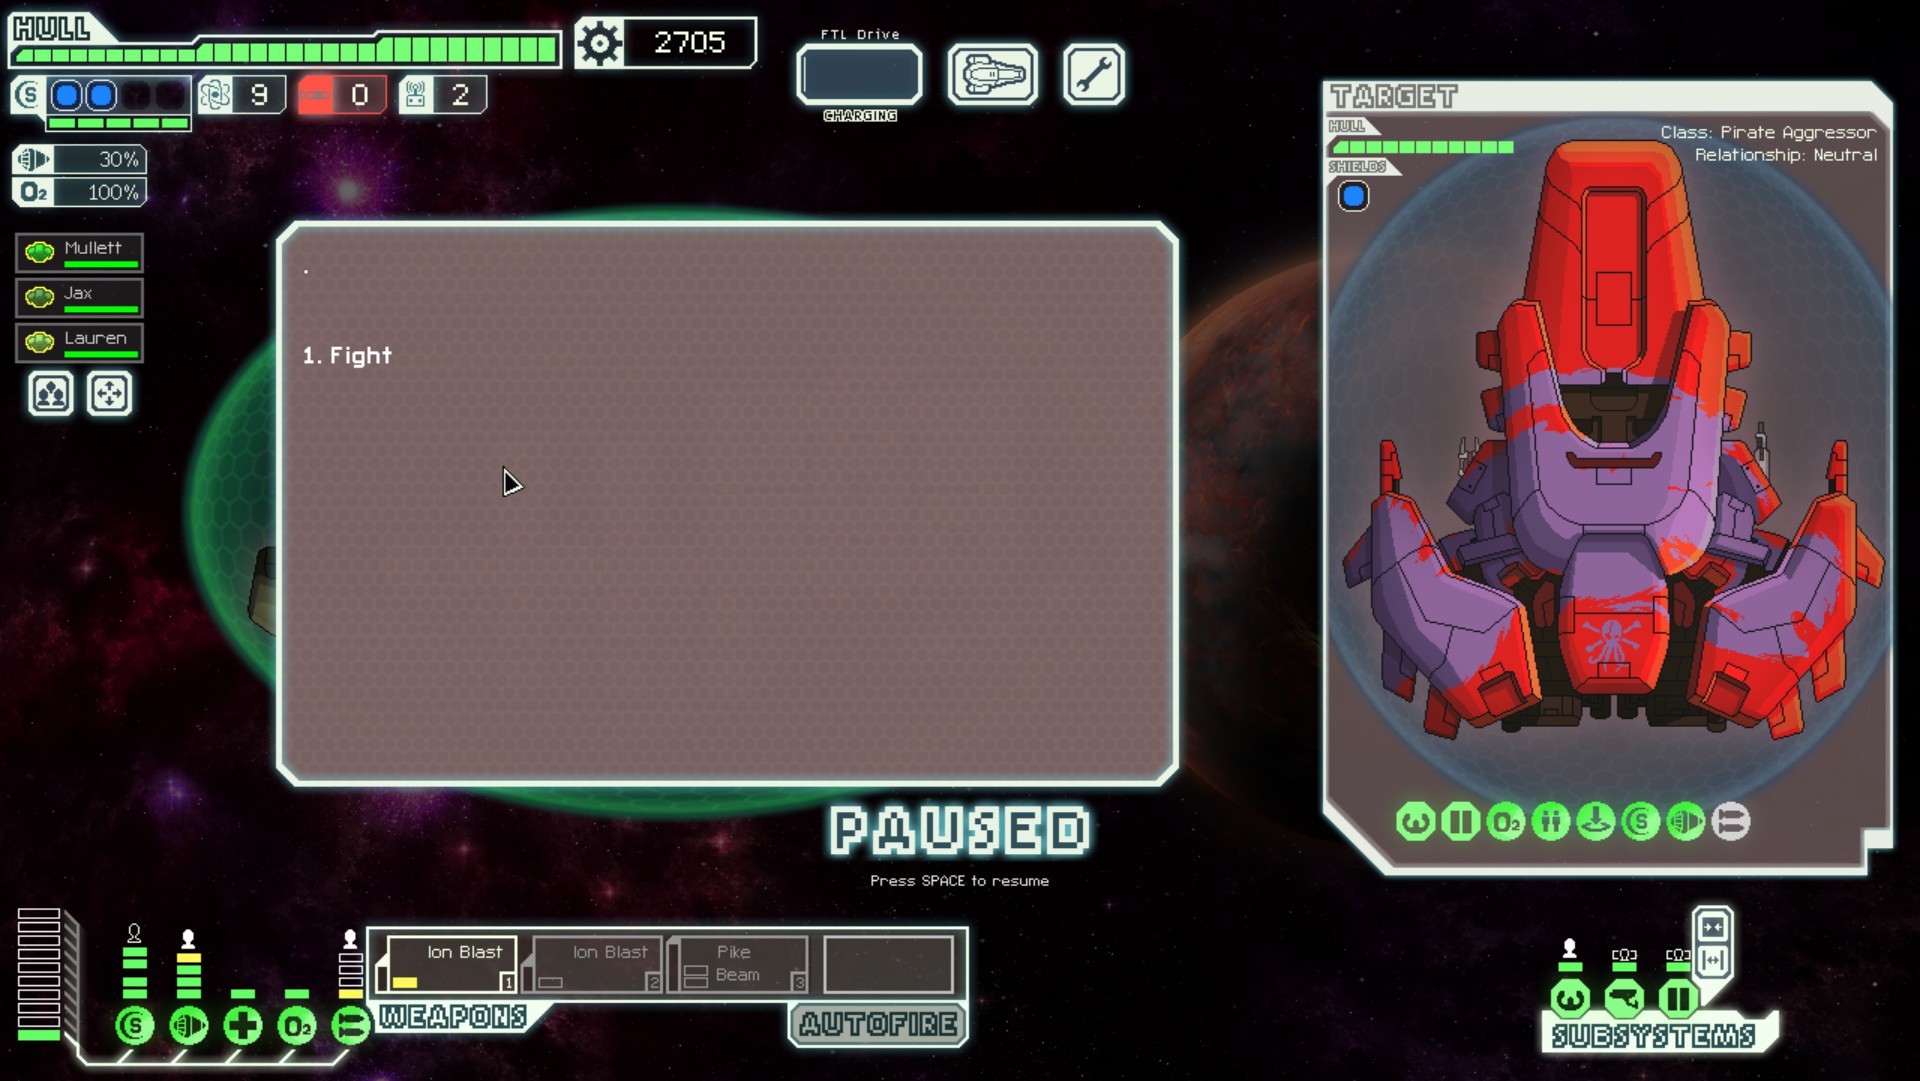 HULL
2705
FTL Drive
CHARGING
S
9
0
2
30%
O2
100%
Mullett
Jax
Lauren
.
1. Fight
TARGET
HULL
Class: Pirate Aggressor
Relationship: Neutral
SHIELDS
O2
S
PAUSED
Press SPACE to resume
Ion Blast
1
Ion Blast
2
Pike
Beam
3
S
O2
WEAPONS
AUTOFIRE
SUBSYSTEMS